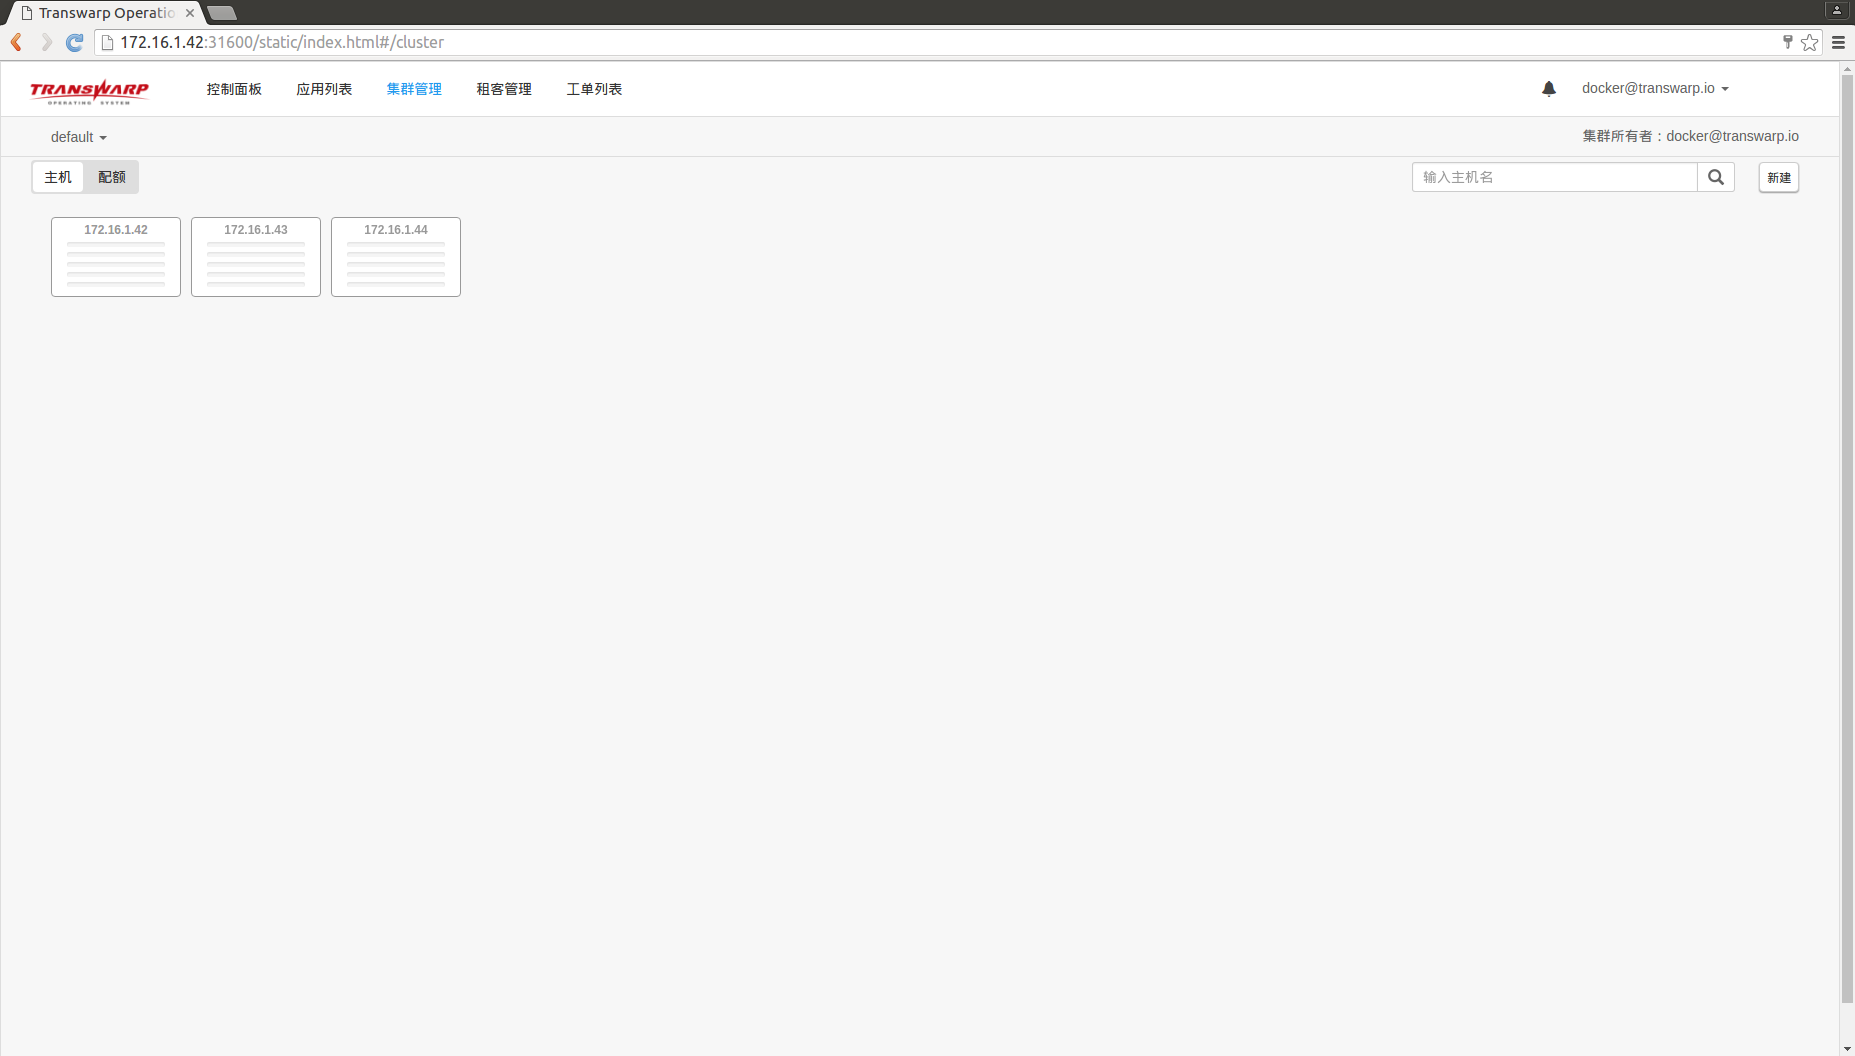 Transwarp Operatio
172.16.1.42:31600/static/index.html#/cluster
TRANSWARP
OPERATING SYSTEM
控制面板 应用列表 集群管理 租客管理 工单列表 docker@transwarp.io
default 集群所有者：docker@transwarp.io
主机 配额 输入主机名 新建
172.16.1.42 172.16.1.43 172.16.1.44